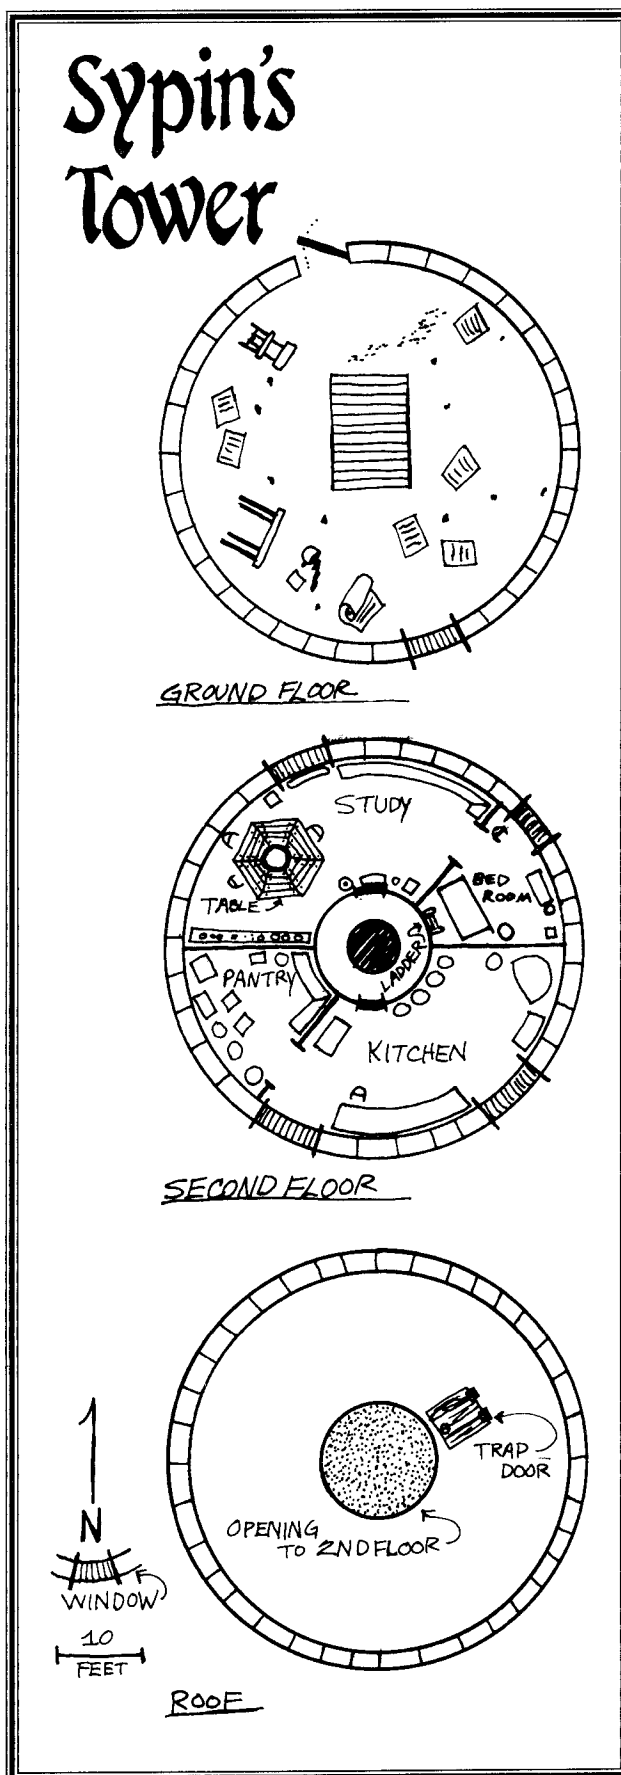 Sypin's
Tower
GROUND FLOOR
STUDY
BED
ROOM
TABLE
LADDER
PANTRY
KITCHEN
SECOND FLOOR
TRAP
DOOR
OPENING
TO 2ND FLOOR
N
WINDOW
10
FEET
ROOF